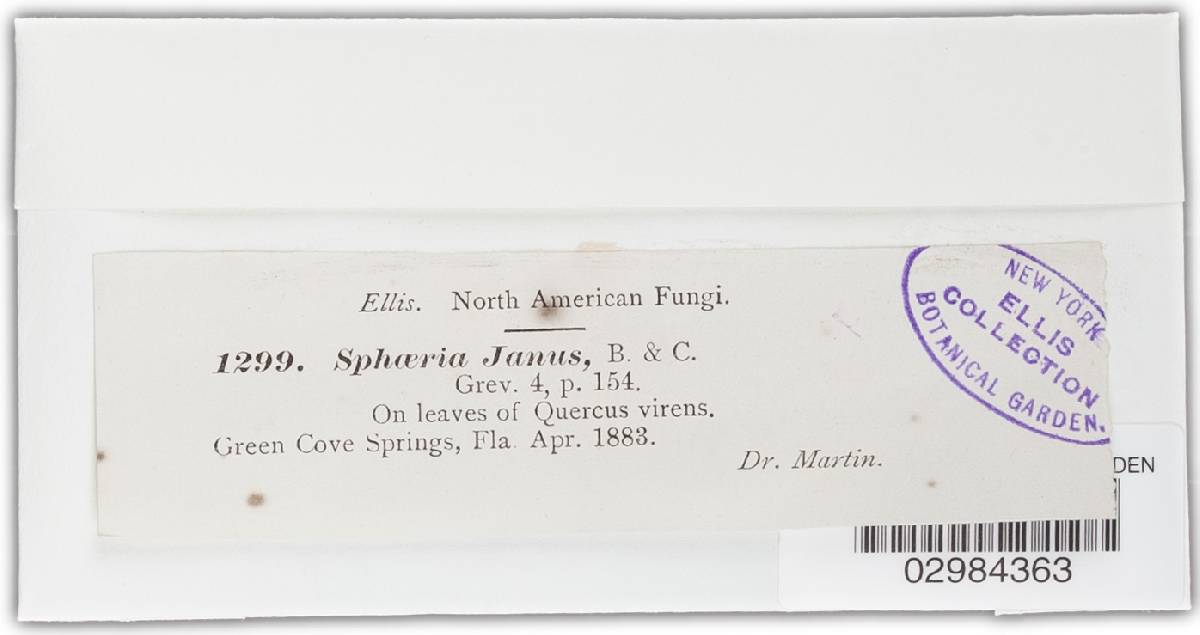 Ellis. North American Fungi.
1299. Sphæria Janus, B. & C.
Grev. 4, p. 154.
On leaves of Quercus virens.
Green Cove Springs, Fla. Apr. 1883.
Dr. Martin.
NEW YORK
ELLIS
COLLECTION
BOTANICAL GARDEN.
DEN
02984363